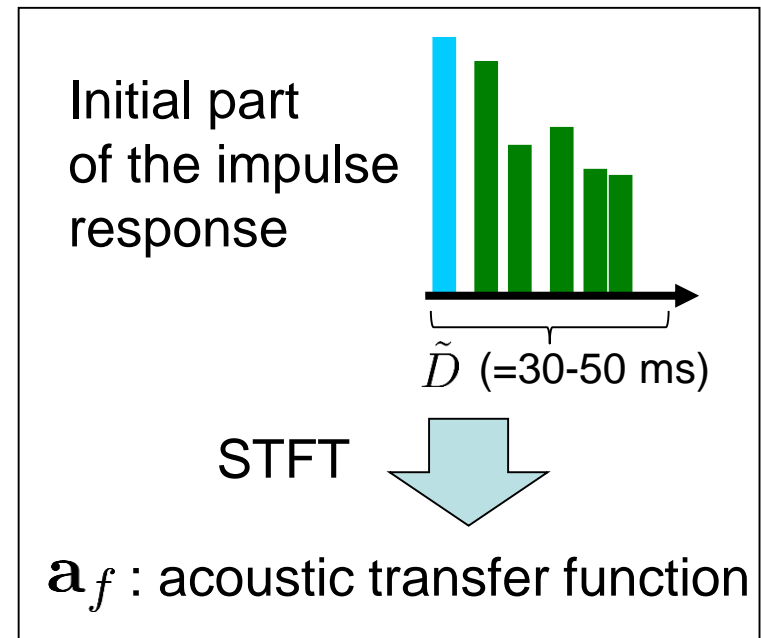 Initial part
of the impulse
response
D̃ (=30-50 ms)
STFT
a_f : acoustic transfer function